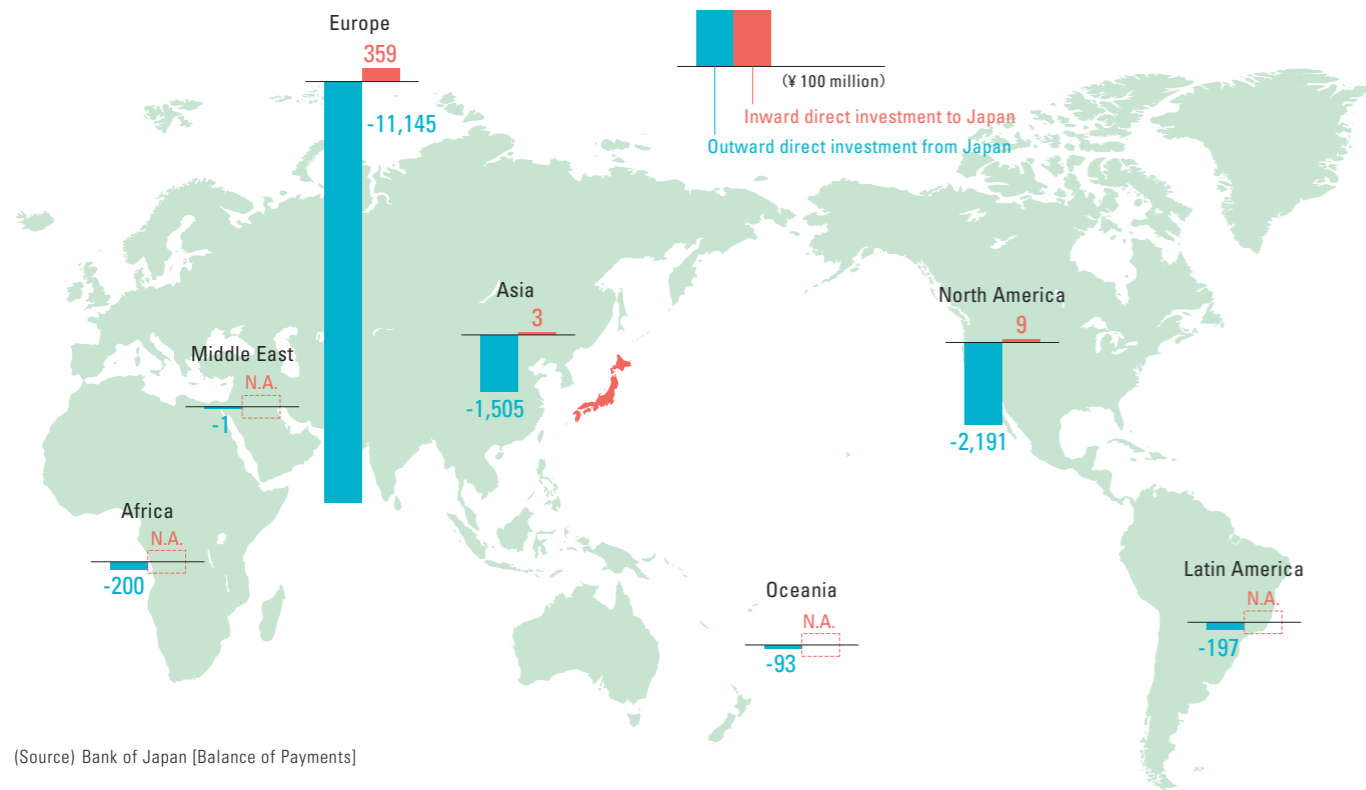 Europe
359
-11,145
(¥ 100 million)
Inward direct investment to Japan
Outward direct investment from Japan
Asia
3
-1,505
North America
9
-2,191
Middle East
N.A.
-1
Africa
N.A.
-200
Oceania
N.A.
-93
Latin America
N.A.
-197
(Source) Bank of Japan [Balance of Payments]